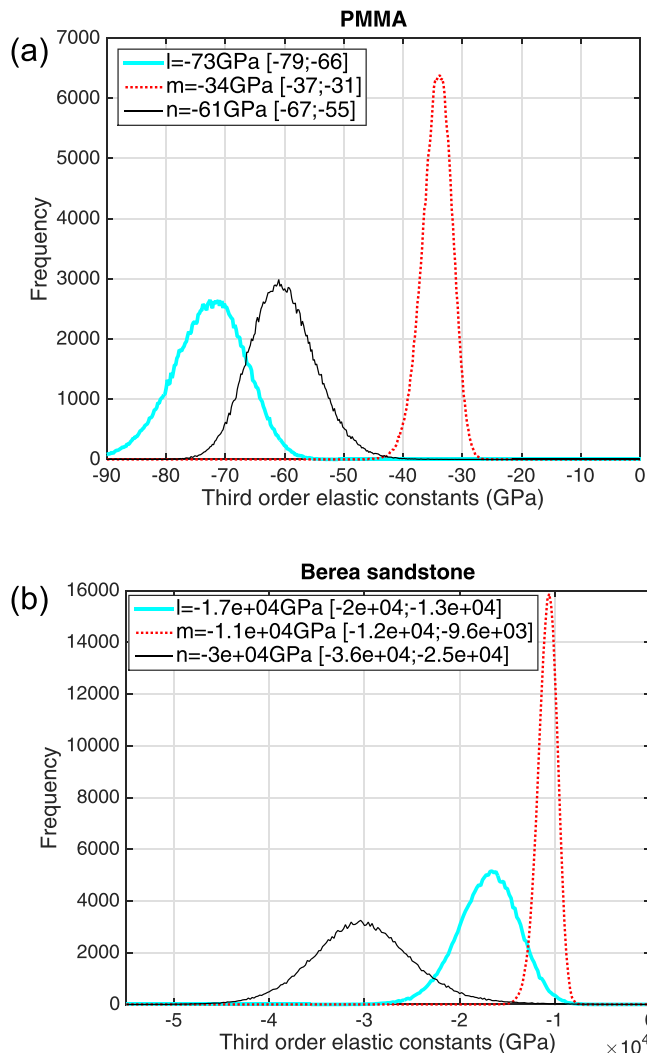 (a)
PMMA
l=-73GPa [-79;-66]
m=-34GPa [-37;-31]
n=-61GPa [-67;-55]
Frequency
7000
6000
5000
4000
3000
2000
1000
0
-90 -80 -70 -60 -50 -40 -30 -20 -10 0
Third order elastic constants (GPa)
(b)
Berea sandstone
l=-1.7e+04GPa [-2e+04;-1.3e+04]
m=-1.1e+04GPa [-1.2e+04;-9.6e+03]
n=-3e+04GPa [-3.6e+04;-2.5e+04]
Frequency
16000
14000
12000
10000
8000
6000
4000
2000
0
-5 -4 -3 -2 -1
Third order elastic constants (GPa)
×10⁴